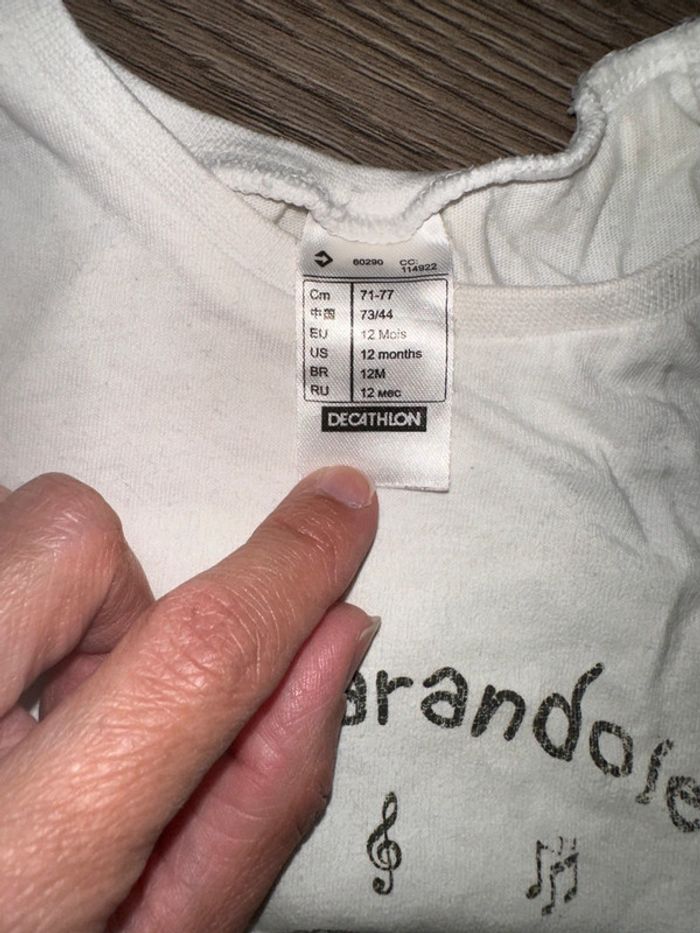 60290 CC:
114922
Cm 71-77
中国 73/44
EU 12 Mois
US 12 months
BR 12M
RU 12 мес
DECATHLON
arandole